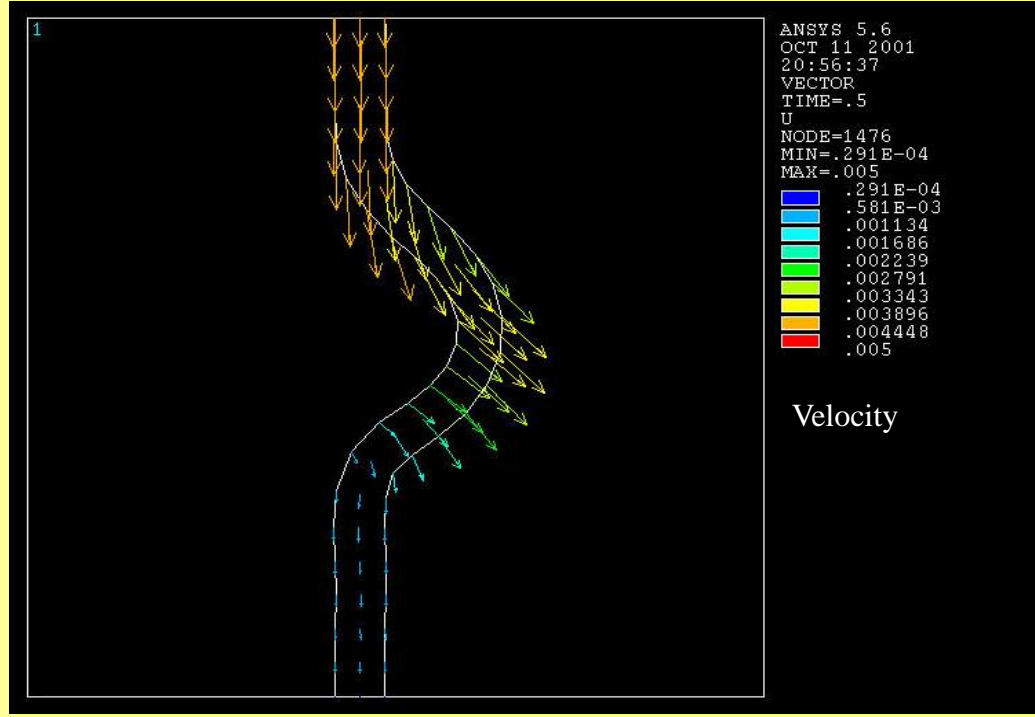 1
ANSYS 5.6
OCT 11 2001
20:56:37
VECTOR
TIME=.5
U
NODE=1476
MIN=.291E-04
MAX=.005
.291E-04
.581E-03
.001134
.001686
.002239
.002791
.003343
.003896
.004448
.005
Velocity